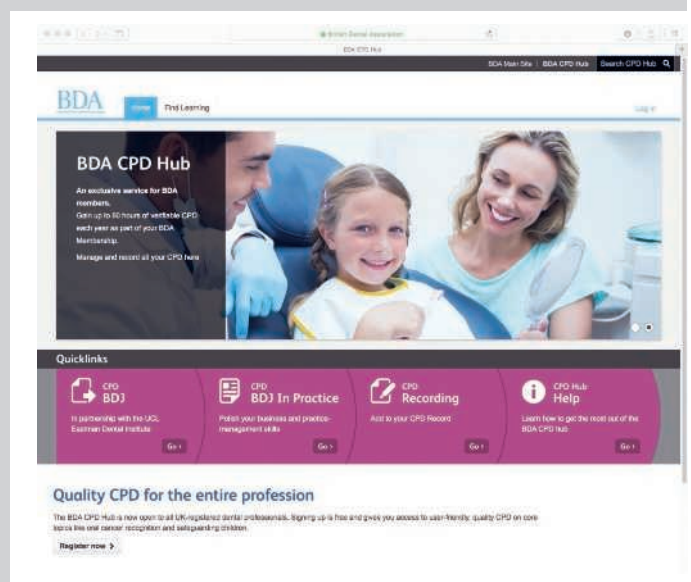 British Dental Association
BDA CPD Hub
BDA Main Site | BDA CPD Hub Search CPD Hub
BDA Home Find Learning Log in
BDA CPD Hub
An exclusive service for BDA
members.
Gain up to 60 hours of verifiable CPD
each year as part of your BDA
Membership.
Manage and record all your CPD here
Quicklinks
CPD
BDJ
In partnership with the UCL
Eastman Dental Institute
Go ›
CPD
BDJ In Practice
Polish your business and practice-
management skills
Go ›
CPD
Recording
Add to your CPD Record
Go ›
CPD Hub
Help
Learn how to get the most out of the
BDA CPD hub
Go ›
Quality CPD for the entire profession
The BDA CPD Hub is now open to all UK-registered dental professionals. Signing up is free and gives you access to user-friendly, quality CPD on core
topics like oral cancer recognition and safeguarding children.
Register now ❯